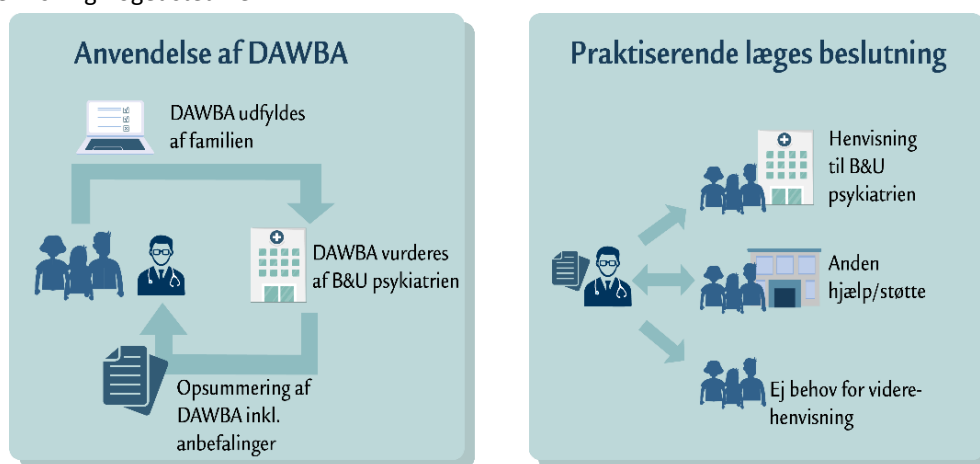 Anvendelse af DAWBA
DAWBA udfyldes
af familien
DAWBA vurderes
af B&U psykiatrien
Opsummering af
DAWBA inkl.
anbefalinger
Praktiserende læges beslutning
Henvisning
til B&U
psykiatrien
Anden
hjælp/støtte
Ej behov for videre-
henvisning